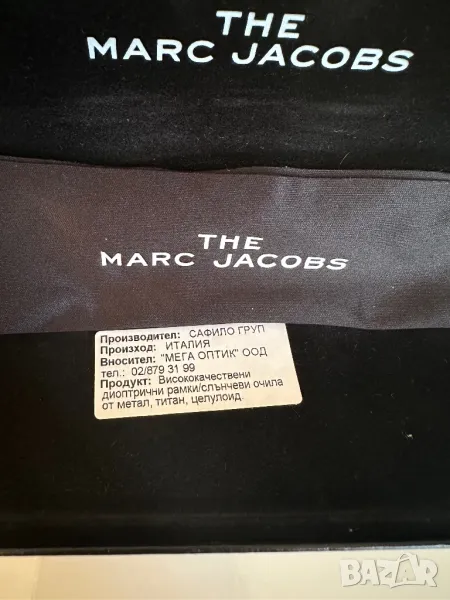 THE
MARC JACOBS
THE
MARC JACOBS
Производител: САФИЛО ГРУП
Произход: ИТАЛИЯ
Вносител: "МЕГА ОПТИК" ООД
тел.: 02/879 31 99
Продукт: Висококачествени
диоптрични рамки/слънчеви очила
от метал, титан, целулоид.
BAZAR